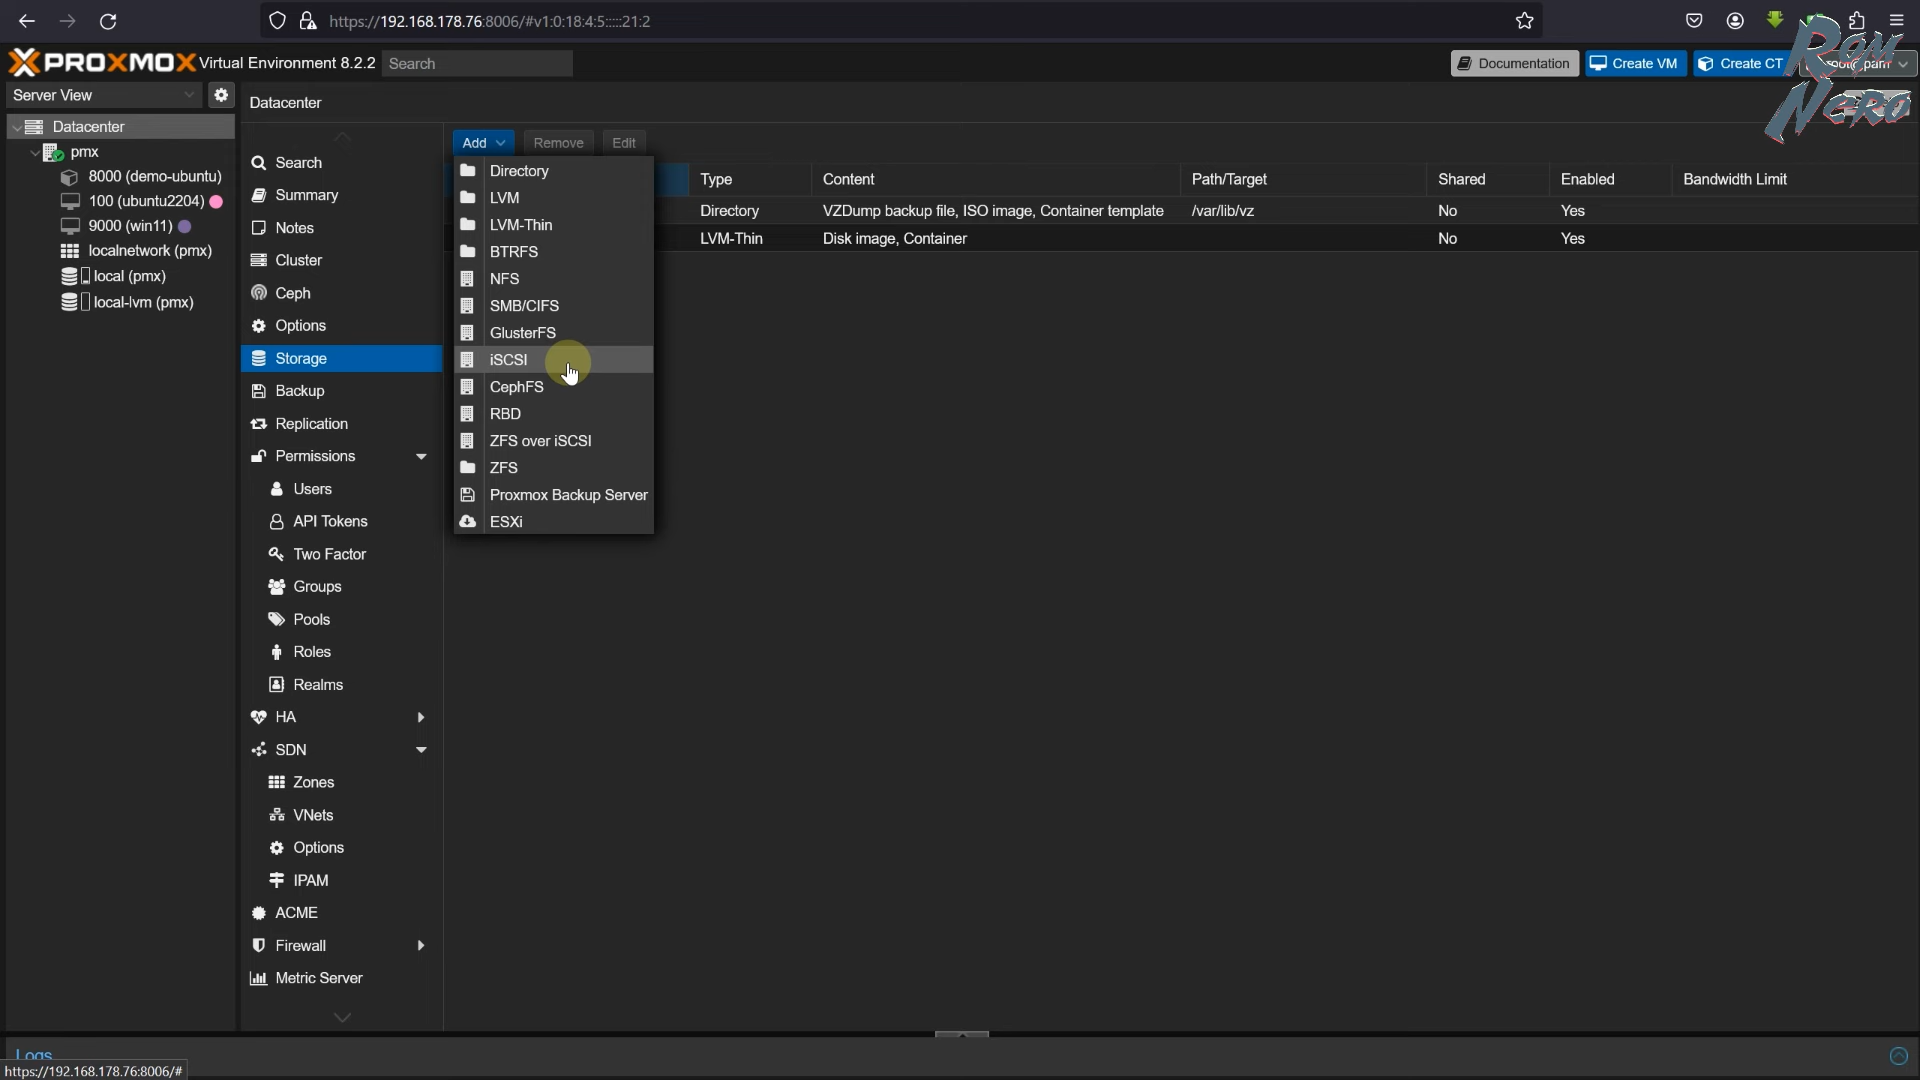 https://192.168.178.76:8006/#v1:0:18:4:5:::::21:2
PROXMOX Virtual Environment 8.2.2
Search
Documentation
Create VM
Create CT
Rom
Nero
Server View
Datacenter
Datacenter
pmx
8000 (demo-ubuntu)
100 (ubuntu2204)
9000 (win11)
localnetwork (pmx)
local (pmx)
local-lvm (pmx)
Search
Summary
Notes
Cluster
Ceph
Options
Storage
Backup
Replication
Permissions
Users
API Tokens
Two Factor
Groups
Pools
Roles
Realms
HA
SDN
Zones
VNets
Options
IPAM
ACME
Firewall
Metric Server
Add
Remove
Edit
Directory
LVM
LVM-Thin
BTRFS
NFS
SMB/CIFS
GlusterFS
iSCSI
CephFS
RBD
ZFS over iSCSI
ZFS
Proxmox Backup Server
ESXi
Type Content Path/Target Shared Enabled Bandwidth Limit
Directory VZDump backup file, ISO image, Container template /var/lib/vz No Yes
LVM-Thin Disk image, Container No Yes
Logs
https://192.168.178.76:8006/#